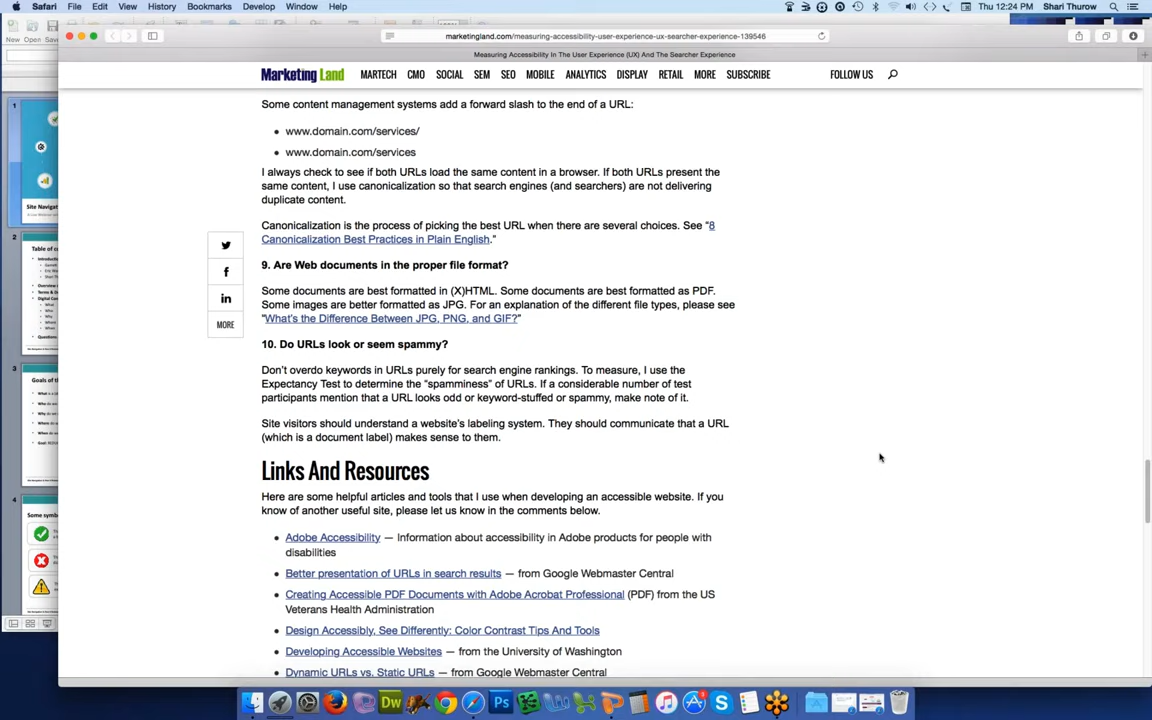 Safari File Edit View History Bookmarks Develop Window Help
Thu 12:24 PM Shari Thurow
New Open Save
marketingland.com/measuring-accessibility-user-experience-ux-searcher-experience-139546
Measuring Accessibility In The User Experience (UX) And The Searcher Experience
Marketing Land MARTECH CMO SOCIAL SEM SEO MOBILE ANALYTICS DISPLAY RETAIL MORE SUBSCRIBE FOLLOW US
Some content management systems add a forward slash to the end of a URL:
• www.domain.com/services/
• www.domain.com/services
I always check to see if both URLs load the same content in a browser. If both URLs present the
same content, I use canonicalization so that search engines (and searchers) are not delivering
duplicate content.
Canonicalization is the process of picking the best URL when there are several choices. See “8
Canonicalization Best Practices in Plain English.”
9. Are Web documents in the proper file format?
Some documents are best formatted in (X)HTML. Some documents are best formatted as PDF.
Some images are better formatted as JPG. For an explanation of the different file types, please see
“What’s the Difference Between JPG, PNG, and GIF?”
10. Do URLs look or seem spammy?
Don’t overdo keywords in URLs purely for search engine rankings. To measure, I use the
Expectancy Test to determine the “spamminess” of URLs. If a considerable number of test
participants mention that a URL looks odd or keyword-stuffed or spammy, make note of it.
Site visitors should understand a website’s labeling system. They should communicate that a URL
(which is a document label) makes sense to them.
Links And Resources
Here are some helpful articles and tools that I use when developing an accessible website. If you
know of another useful site, please let us know in the comments below.
• Adobe Accessibility — Information about accessibility in Adobe products for people with
disabilities
• Better presentation of URLs in search results — from Google Webmaster Central
• Creating Accessible PDF Documents with Adobe Acrobat Professional (PDF) from the US
Veterans Health Administration
• Design Accessibly, See Differently: Color Contrast Tips And Tools
• Developing Accessible Websites — from the University of Washington
• Dynamic URLs vs. Static URLs — from Google Webmaster Central
MORE
1
Site Navigat
2
Table of c
3
Goals of t
4
Some symb
Dw
Ps